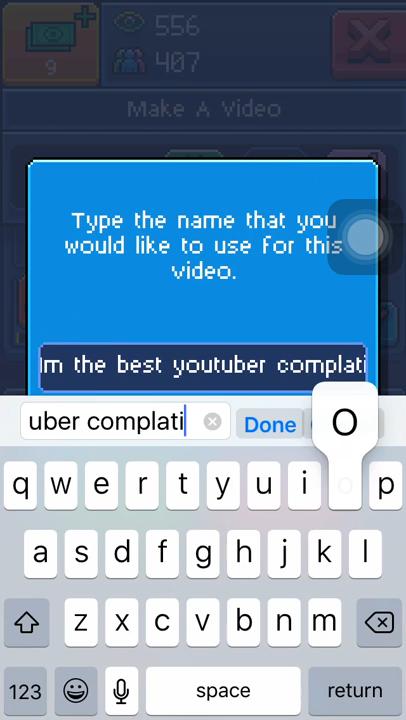 556
9
407
Make A Video
Type the name that you
would like to use for this
video.
Im the best youtuber complati
uber complati
Done
O
q w e r t y u i o p
a s d f g h j k l
z x c v b n m
123
space
return